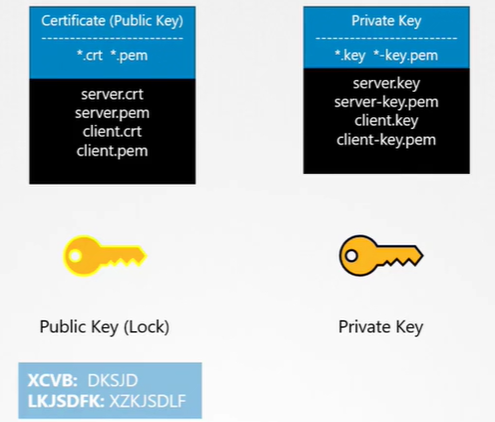 Certificate (Public Key)
------------------------
*.crt *.pem
server.crt
server.pem
client.crt
client.pem
Private Key
------------------------
*.key *-key.pem
server.key
server-key.pem
client.key
client-key.pem
Public Key (Lock)
Private Key
XCVB: DKSJD
LKJSDFK: XZKJSDLF